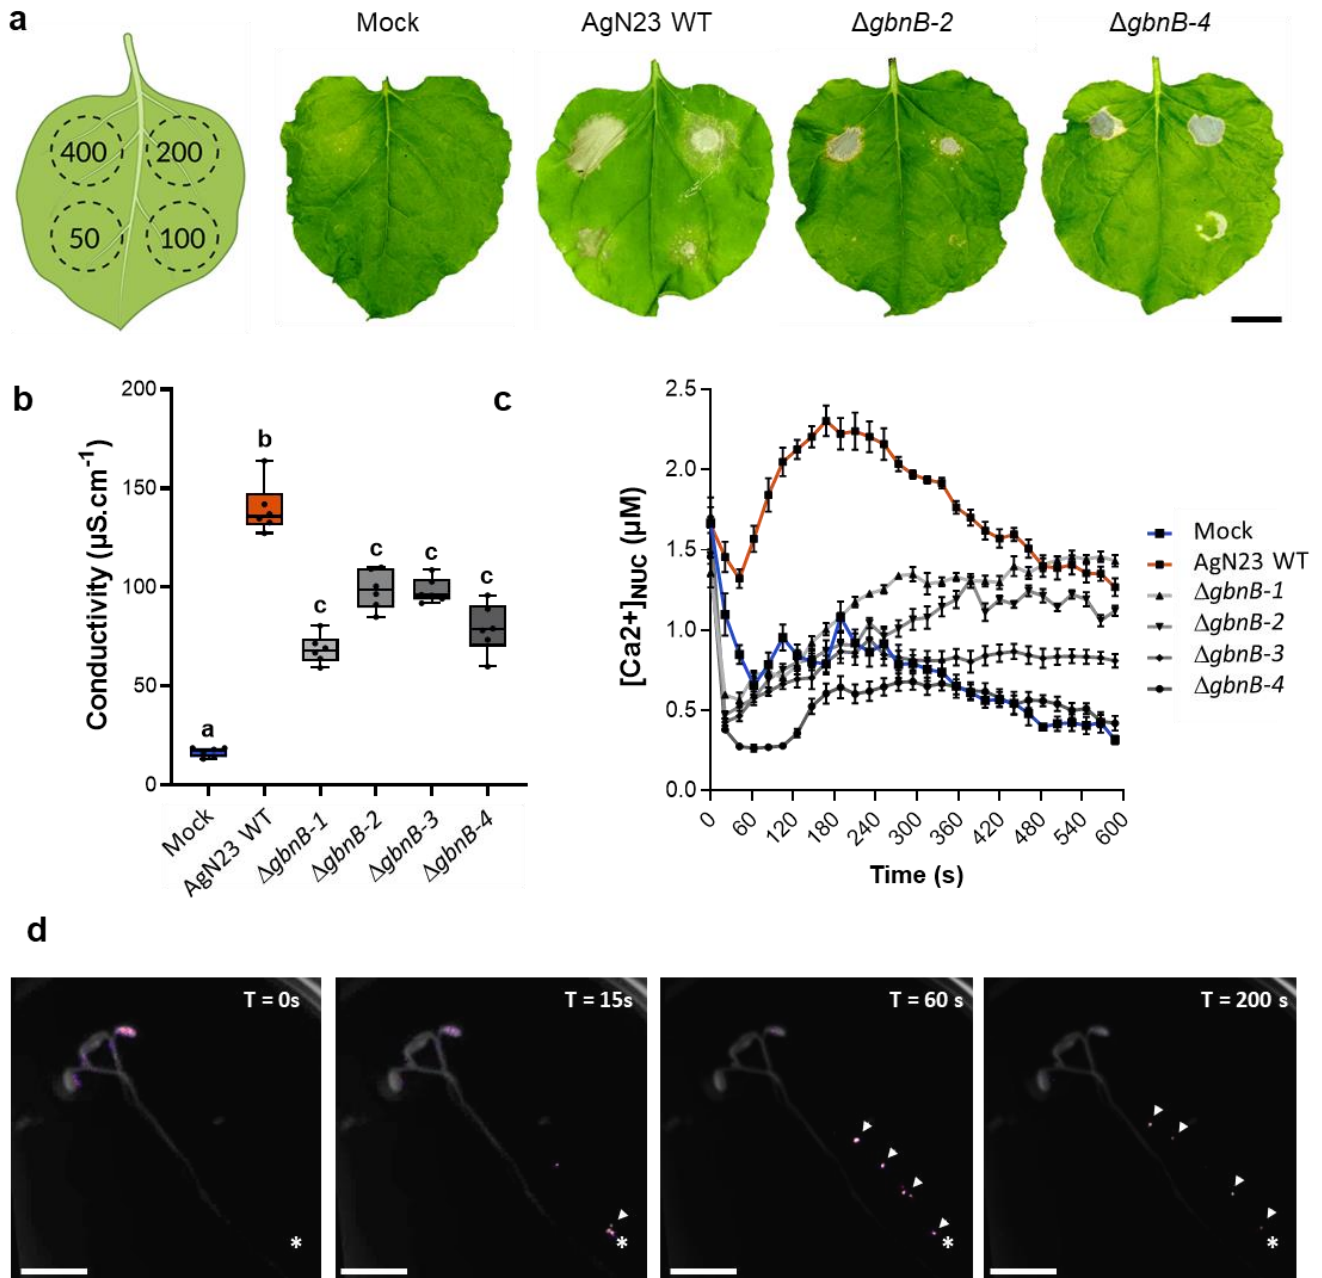 a
Mock
AgN23 WT
ΔgbnB-2
ΔgbnB-4
400
200
50
100
b
Conductivity (µS.cm-1)
200
150
100
50
0
a
b
c
c
c
c
Mock
AgN23 WT
ΔgbnB-1
ΔgbnB-2
ΔgbnB-3
ΔgbnB-4
c
[Ca2+]NUC (µM)
2.5
2.0
1.5
1.0
0.5
0.0
0
60
120
180
240
300
360
420
480
540
600
Time (s)
Mock
AgN23 WT
ΔgbnB-1
ΔgbnB-2
ΔgbnB-3
ΔgbnB-4
d
T = 0s
*
T = 15s
*
T = 60 s
*
T = 200 s
*